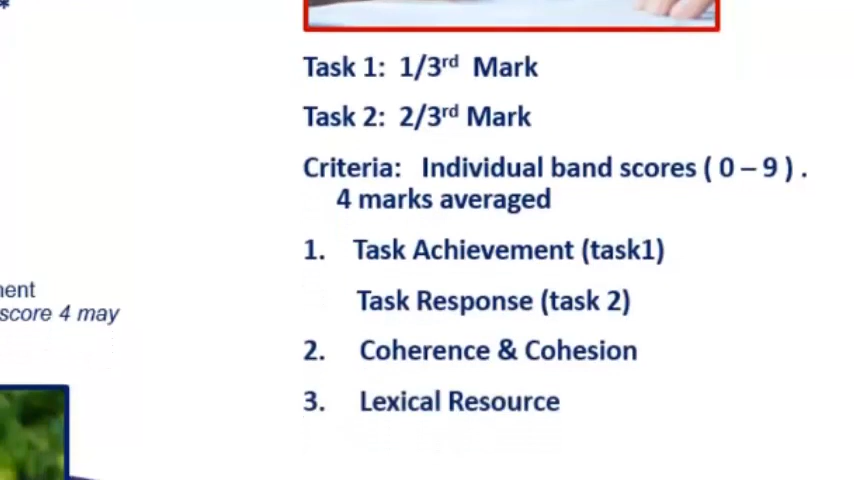 *
Task 1: 1/3rd Mark
Task 2: 2/3rd Mark
Criteria: Individual band scores ( 0 – 9 ) .
4 marks averaged
1. Task Achievement (task1)
Task Response (task 2)
2. Coherence & Cohesion
3. Lexical Resource
score 4 may